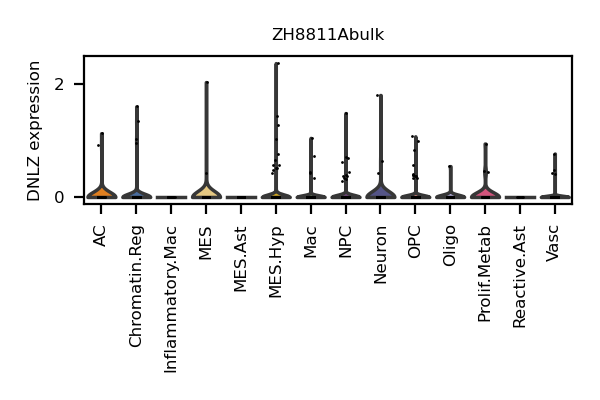 ZH8811Abulk
DNLZ expression
2
0
AC
Chromatin.Reg
Inflammatory.Mac
MES
MES.Ast
MES.Hyp
Mac
NPC
Neuron
OPC
Oligo
Prolif.Metab
Reactive.Ast
Vasc